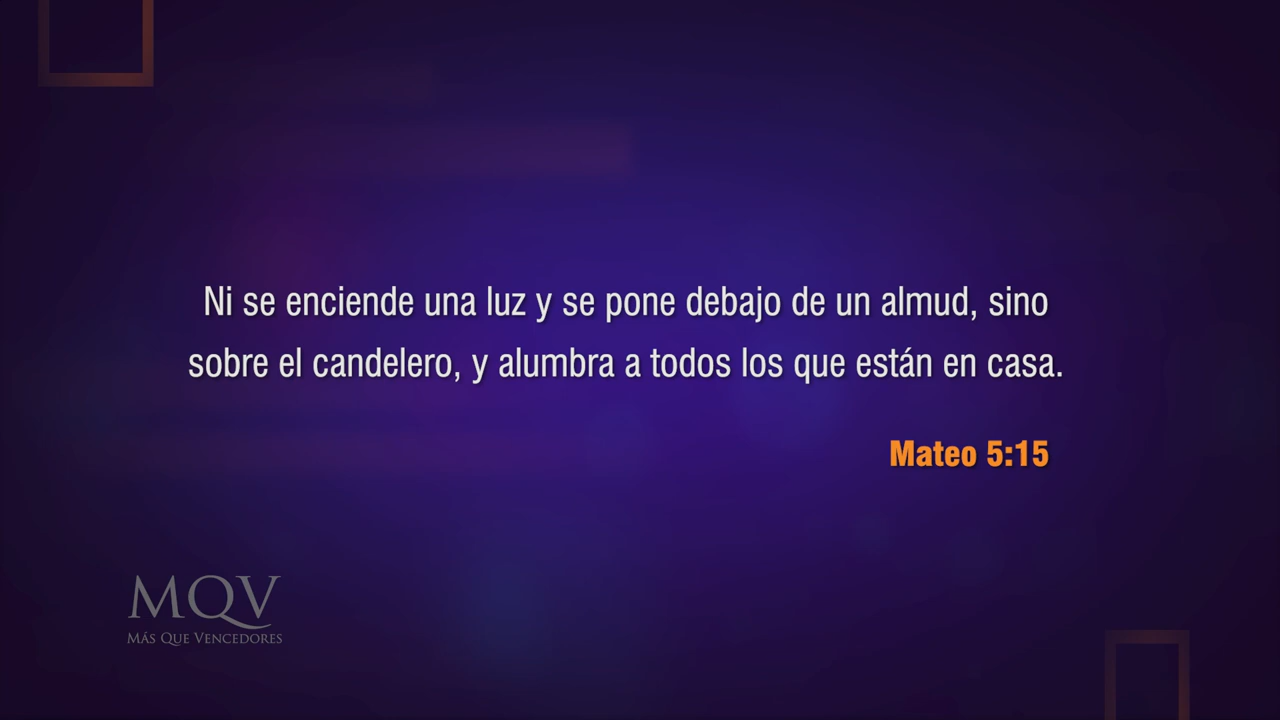 Ni se enciende una luz y se pone debajo de un almud, sino
sobre el candelero, y alumbra a todos los que están en casa.
Mateo 5:15
MQV
MÁS QUE VENCEDORES